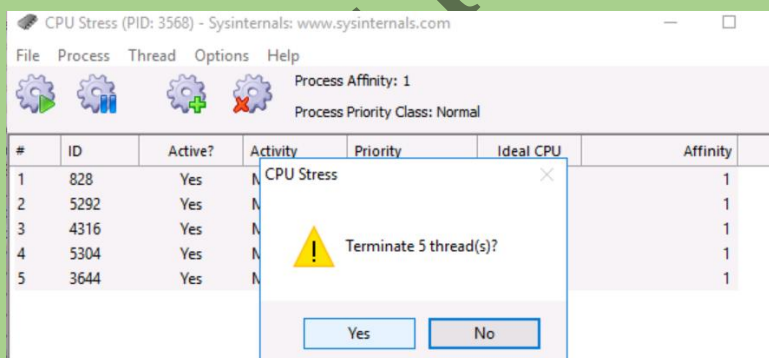 CPU Stress (PID: 3568) - Sysinternals: www.sysinternals.com
File Process Thread Options Help
Process Affinity: 1
Process Priority Class: Normal
# ID Active? Activity Priority Ideal CPU Affinity
1 828 Yes 1
2 5292 Yes 1
3 4316 Yes 1
4 5304 Yes 1
5 3644 Yes 1
CPU Stress
Terminate 5 thread(s)?
Yes No